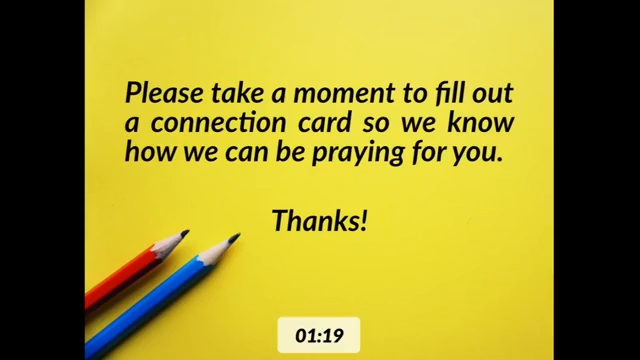 Please take a moment to fill out
a connection card so we know
how we can be praying for you.
Thanks!
01:19